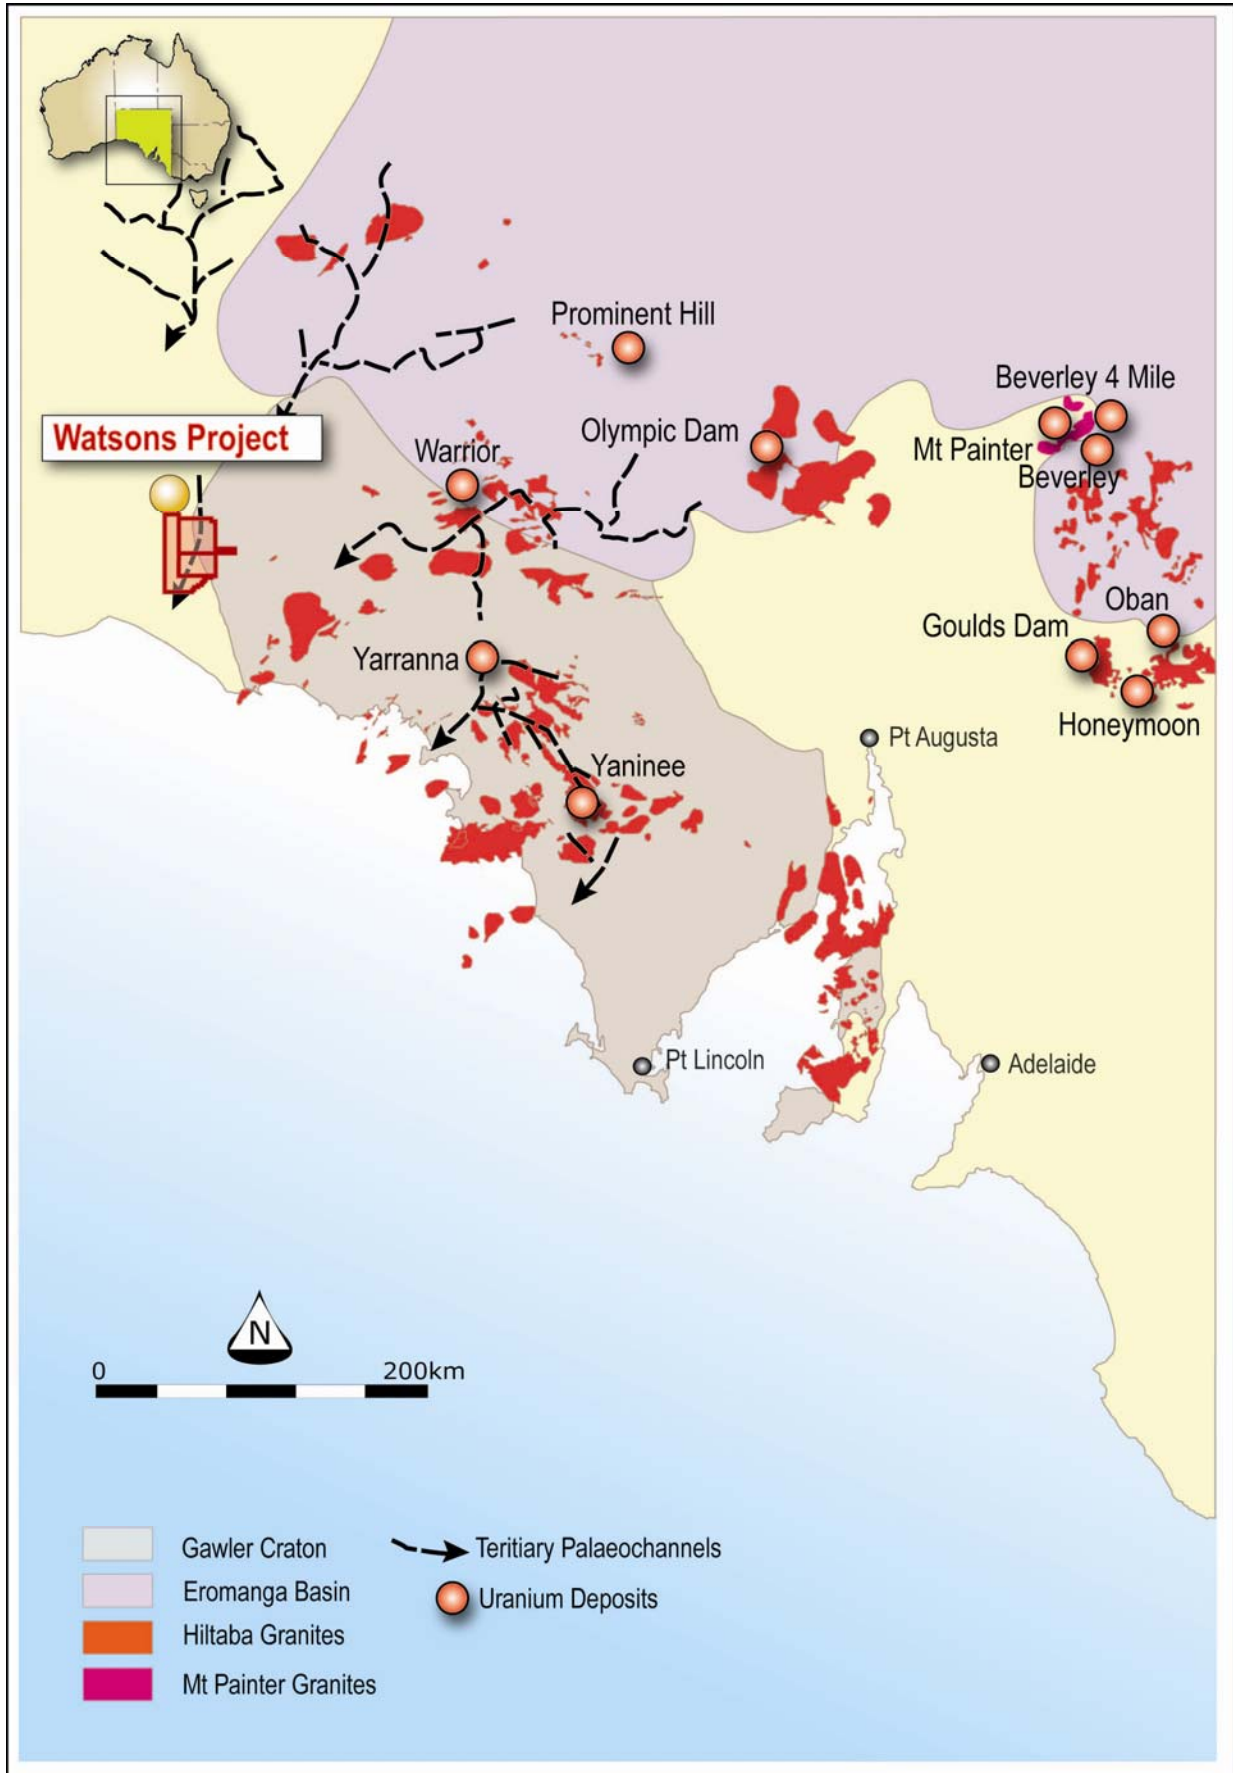 Prominent Hill
Beverley 4 Mile
Watsons Project
Warrior
Olympic Dam
Mt Painter
Beverley
Oban
Goulds Dam
Yarranna
Honeymoon
Pt Augusta
Yaninee
Pt Lincoln
Adelaide
N
0 200km
Gawler Craton
Teritiary Palaeochannels
Eromanga Basin
Uranium Deposits
Hiltaba Granites
Mt Painter Granites